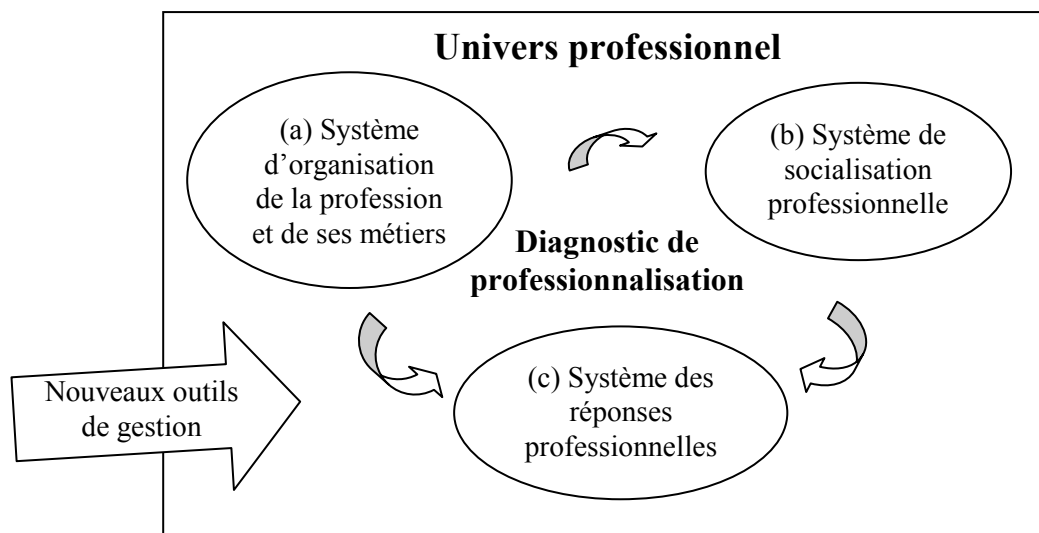 Univers professionnel
(a) Système
d’organisation
de la profession
et de ses métiers
(b) Système de
socialisation
professionnelle
Diagnostic de
professionnalisation
(c) Système des
réponses
professionnelles
Nouveaux outils
de gestion